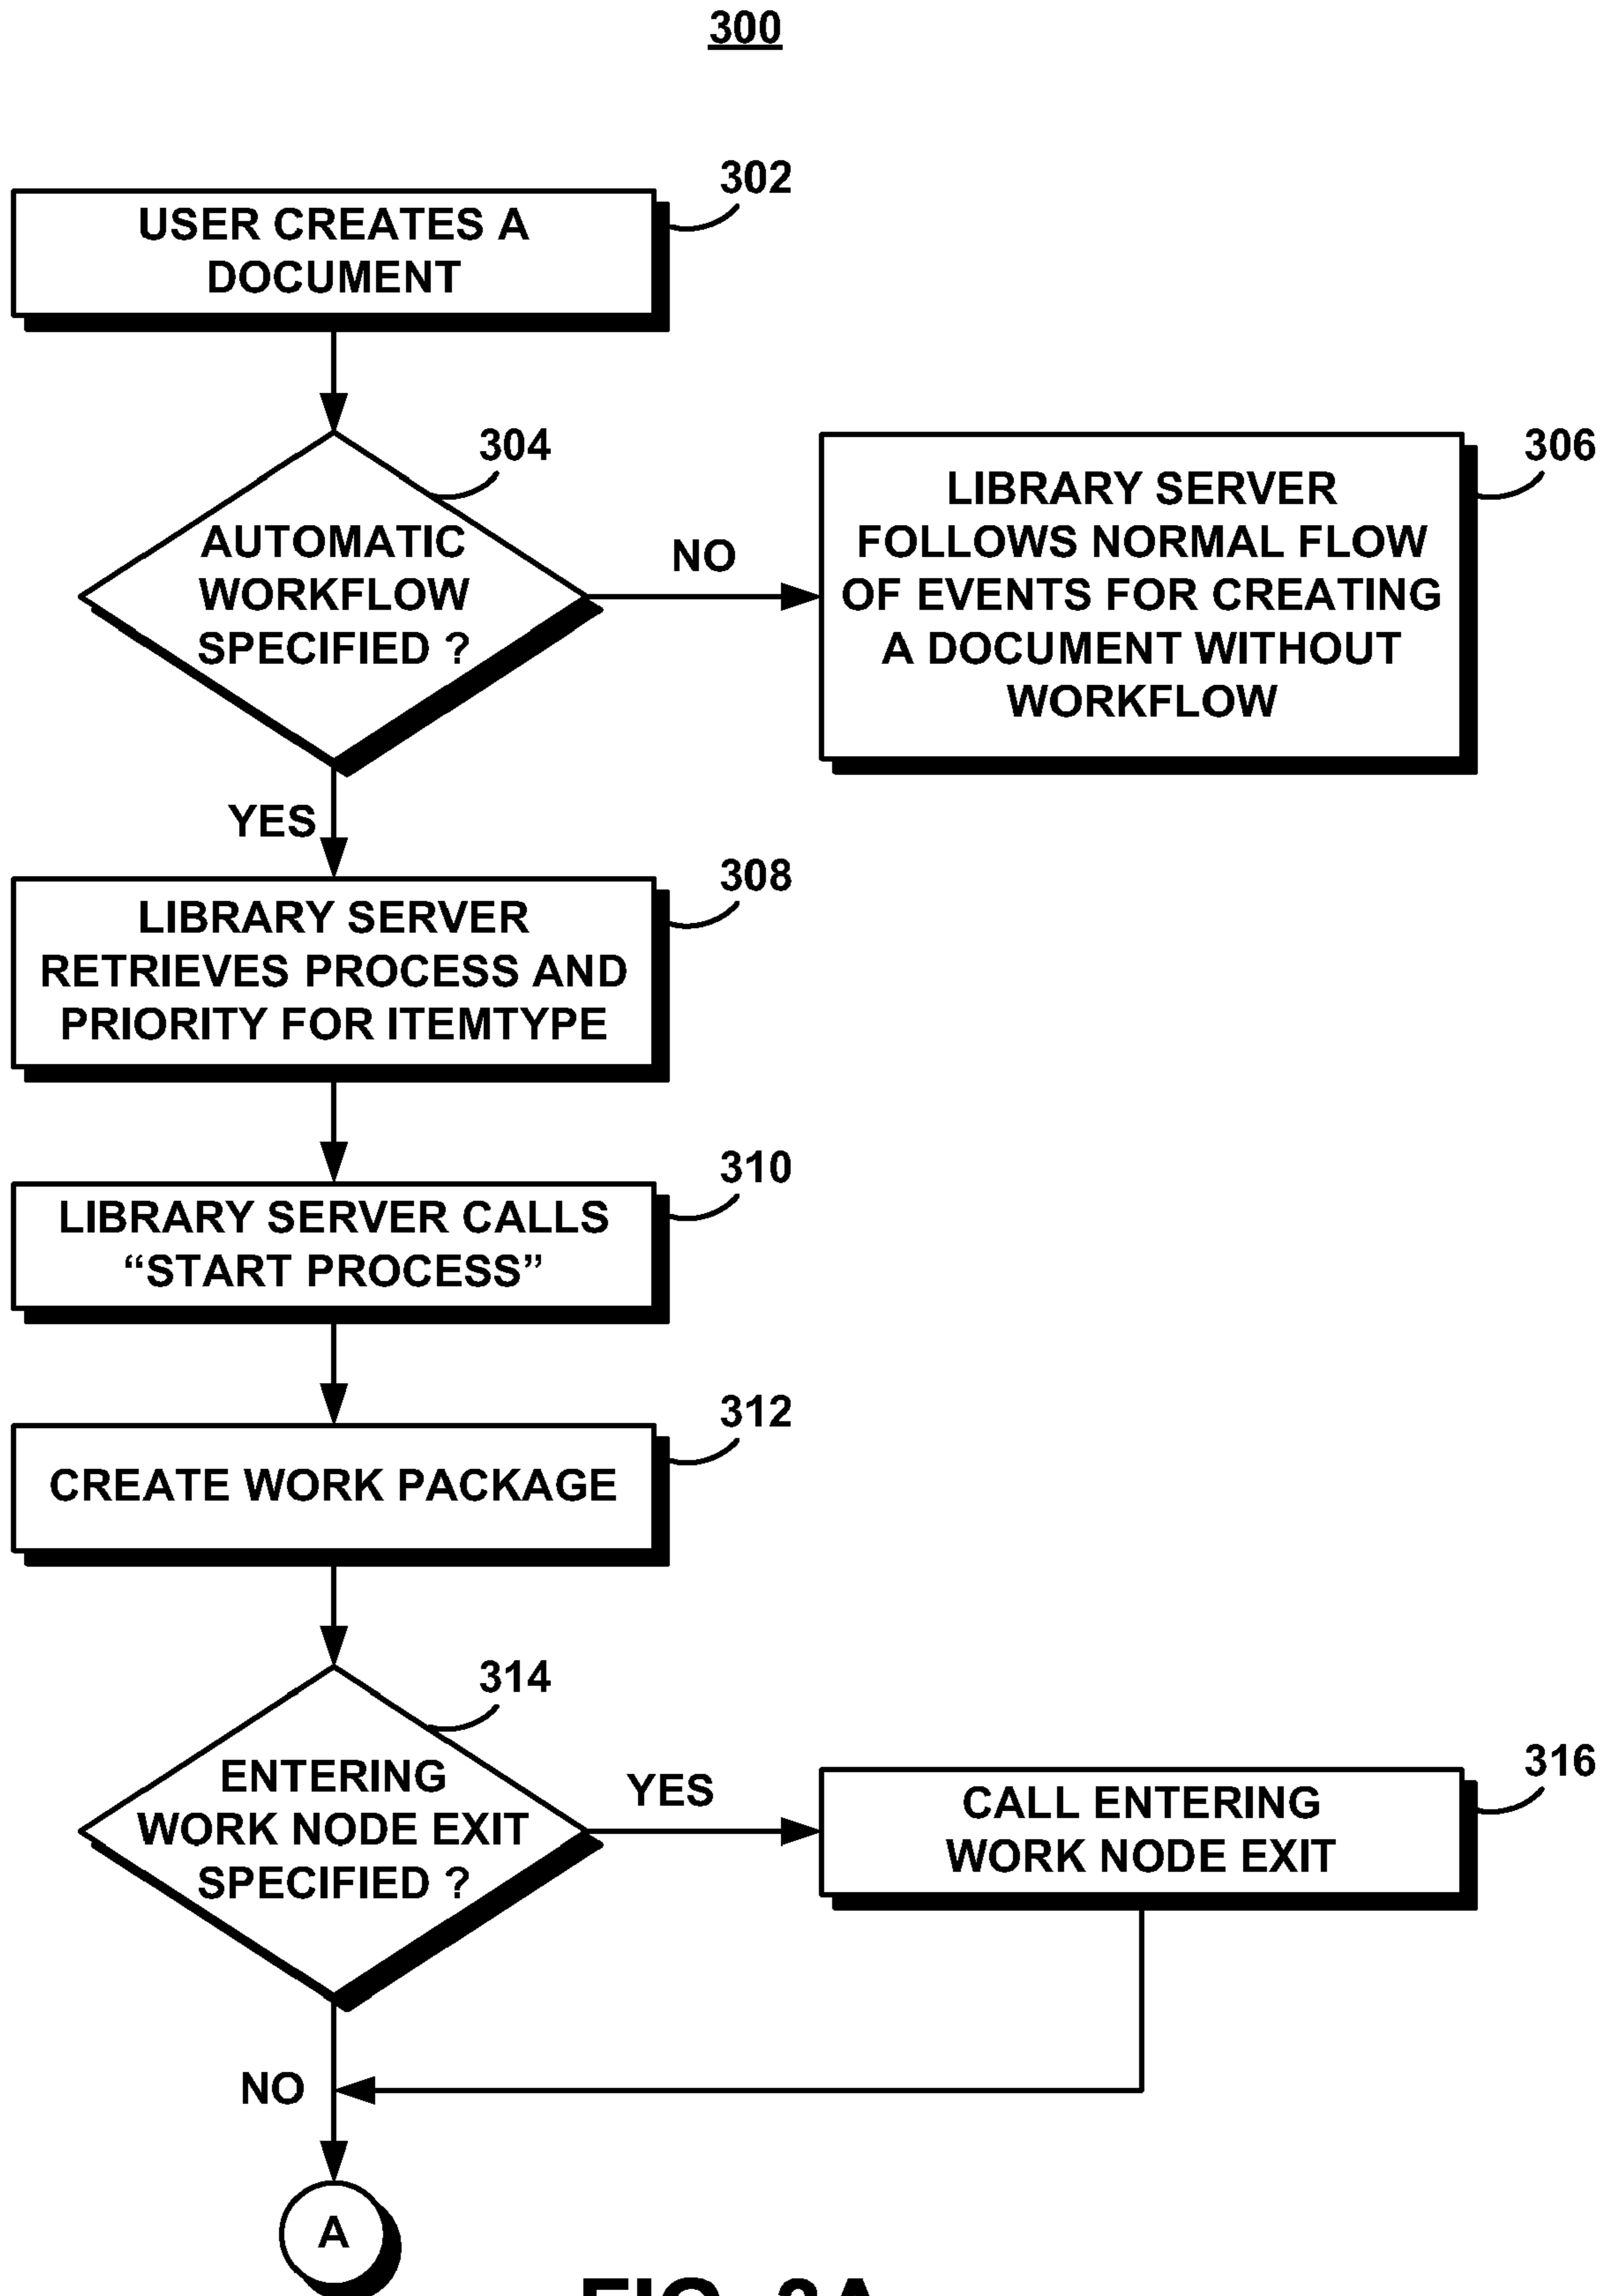 300
302
USER CREATES A
DOCUMENT
304
AUTOMATIC
WORKFLOW
SPECIFIED ?
NO
306
LIBRARY SERVER
FOLLOWS NORMAL FLOW
OF EVENTS FOR CREATING
A DOCUMENT WITHOUT
WORKFLOW
YES
308
LIBRARY SERVER
RETRIEVES PROCESS AND
PRIORITY FOR ITEMTYPE
310
LIBRARY SERVER CALLS
“START PROCESS”
312
CREATE WORK PACKAGE
314
ENTERING
WORK NODE EXIT
SPECIFIED ?
YES
316
CALL ENTERING
WORK NODE EXIT
NO
A
FIG. 3A